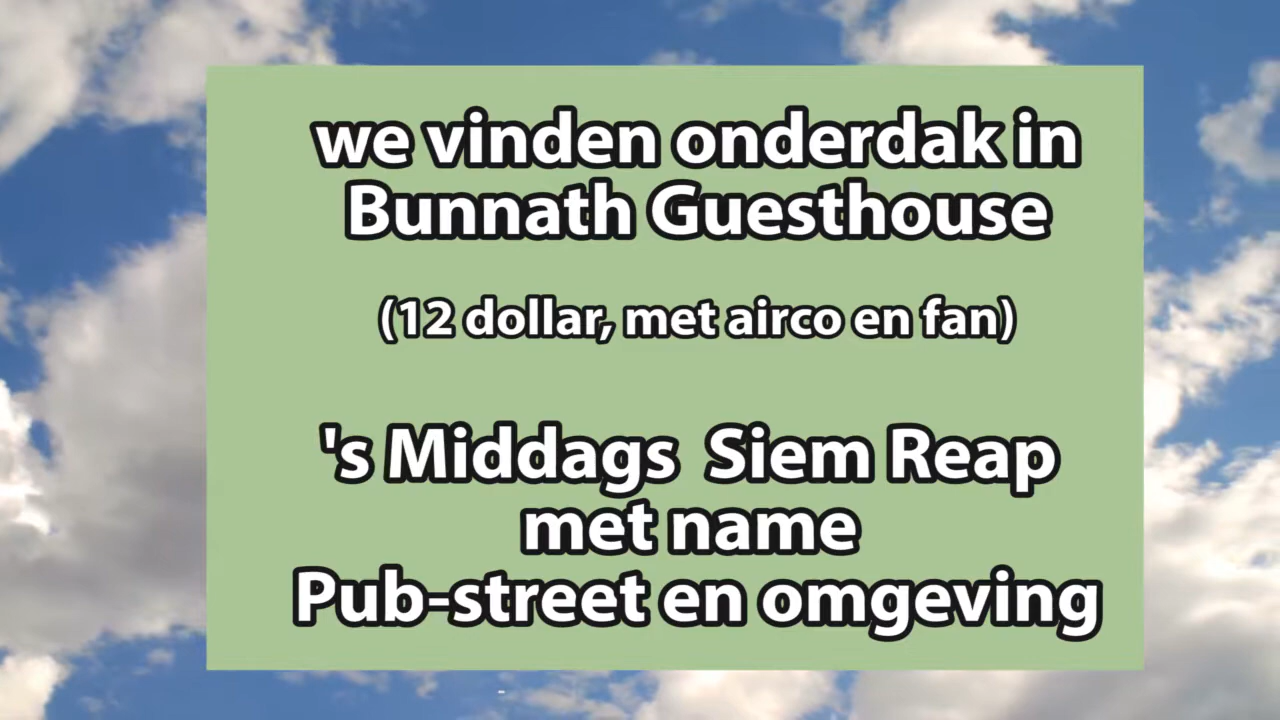 we vinden onderdak in
Bunnath Guesthouse
(12 dollar, met airco en fan)
's Middags Siem Reap
met name
Pub-street en omgeving